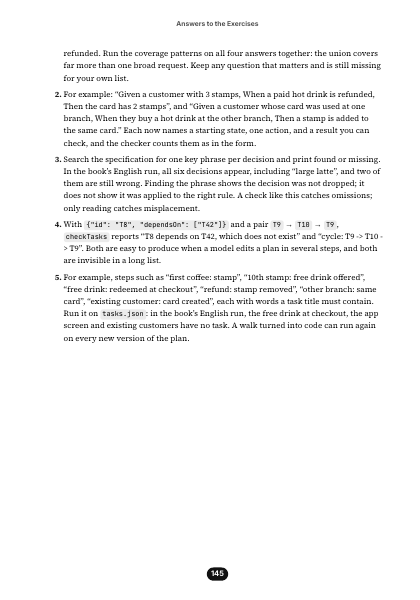 Answers to the Exercises
refunded. Run the coverage patterns on all four answers together: the union covers
far more than one broad request. Keep any question that matters and is still missing
for your own list.
2. For example: “Given a customer with 3 stamps, When a paid hot drink is refunded,
Then the card has 2 stamps”, and “Given a customer whose card was used at one
branch, When they buy a hot drink at the other branch, Then a stamp is added to
the same card.” Each now names a starting state, one action, and a result you can
check, and the checker counts them as in the form.
3. Search the specification for one key phrase per decision and print found or missing.
In the book’s English run, all six decisions appear, including “large latte”, and two of
them are still wrong. Finding the phrase shows the decision was not dropped; it
does not show it was applied to the right rule. A check like this catches omissions;
only reading catches misplacement.
4. With {"id": "T8", "dependsOn": ["T42"]} and a pair T9 → T10 → T9,
checkTasks reports “T8 depends on T42, which does not exist” and “cycle: T9 -> T10 -
> T9”. Both are easy to produce when a model edits a plan in several steps, and both
are invisible in a long list.
5. For example, steps such as “first coffee: stamp”, “10th stamp: free drink offered”,
“free drink: redeemed at checkout”, “refund: stamp removed”, “other branch: same
card”, “existing customer: card created”, each with words a task title must contain.
Run it on tasks.json: in the book’s English run, the free drink at checkout, the app
screen and existing customers have no task. A walk turned into code can run again
on every new version of the plan.
145